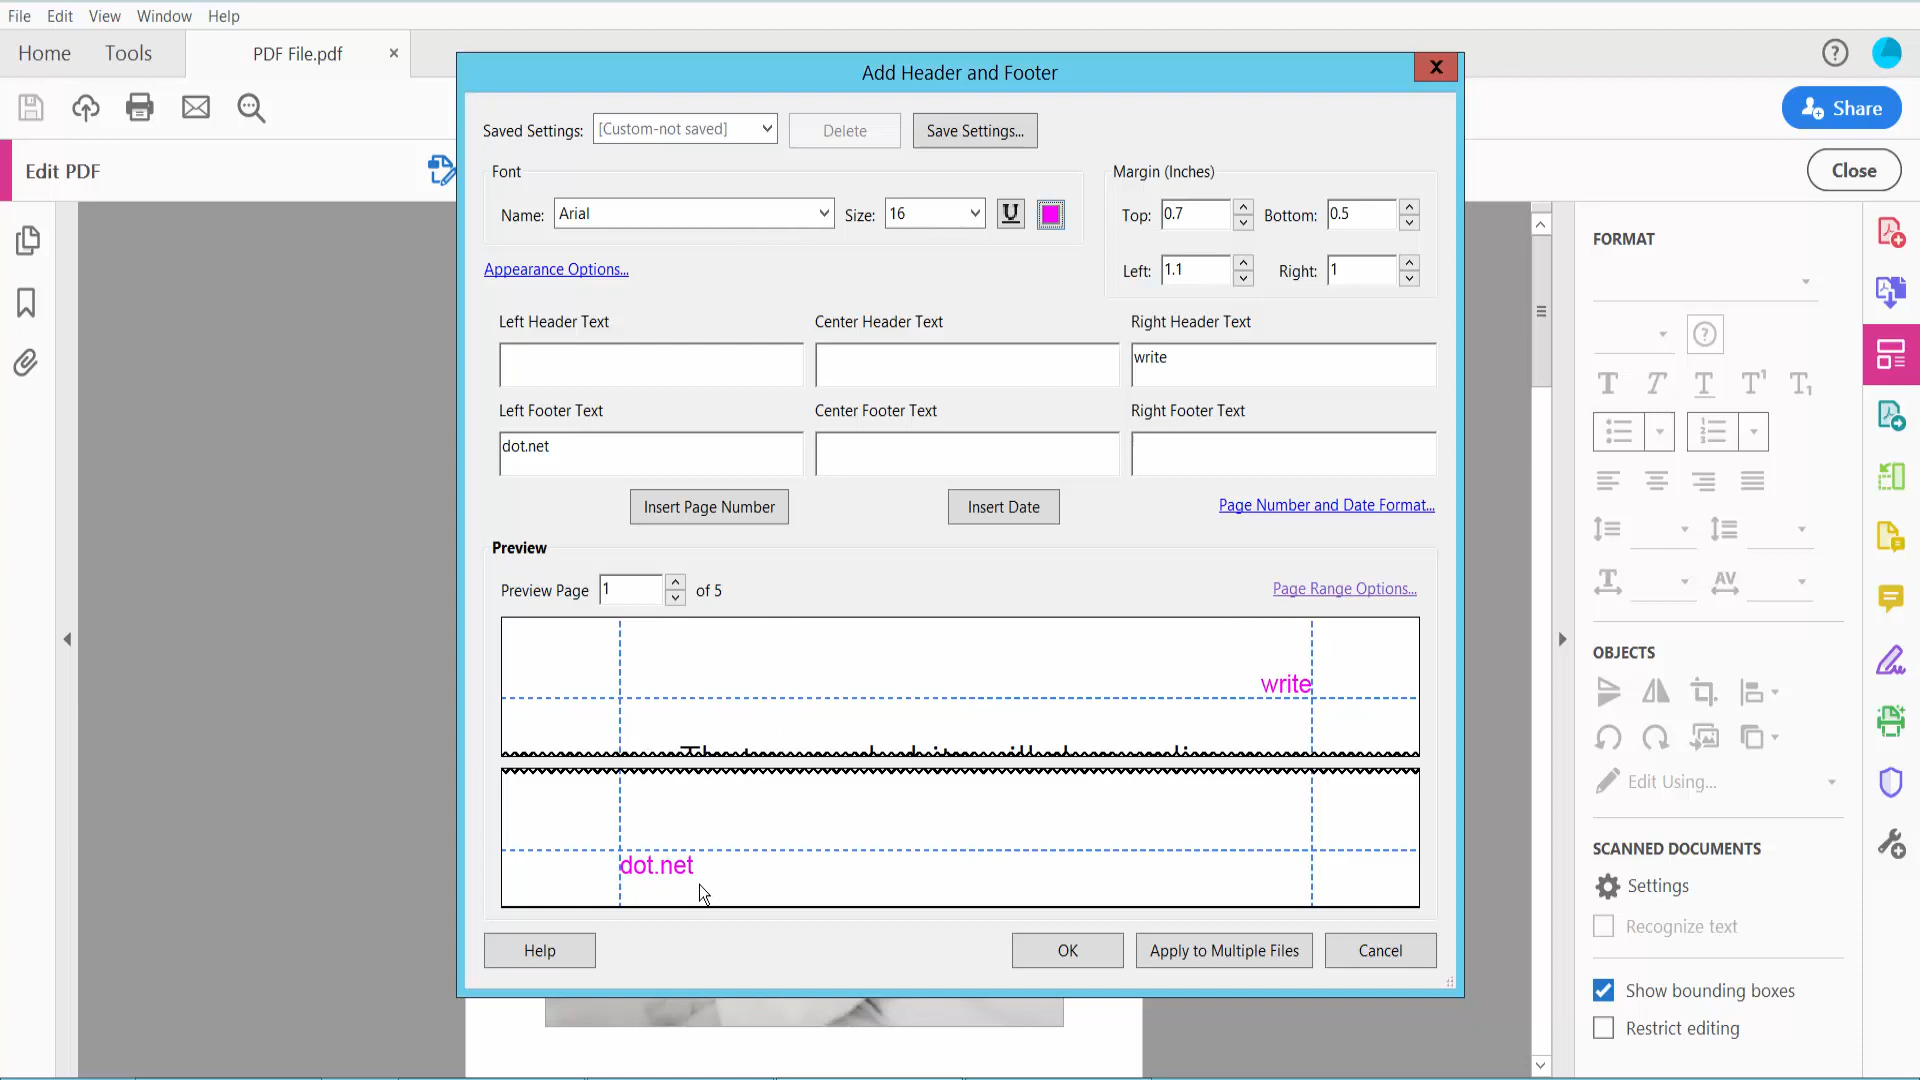 File Edit View Window Help
Home Tools PDF File.pdf ×
Share
Edit PDF
Close
Add Header and Footer
X
Saved Settings: [Custom-not saved] Delete Save Settings...
Font
Name: Arial Size: 16 U
Margin (Inches)
Top: 0.7 Bottom: 0.5
Left: 1.1 Right: 1
Appearance Options...
Left Header Text Center Header Text Right Header Text
write
Left Footer Text Center Footer Text Right Footer Text
dot.net
Insert Page Number Insert Date Page Number and Date Format...
Preview
Preview Page 1 of 5 Page Range Options...
write
dot.net
Help OK Apply to Multiple Files Cancel
FORMAT
OBJECTS
Edit Using...
SCANNED DOCUMENTS
Settings
Recognize text
Show bounding boxes
Restrict editing